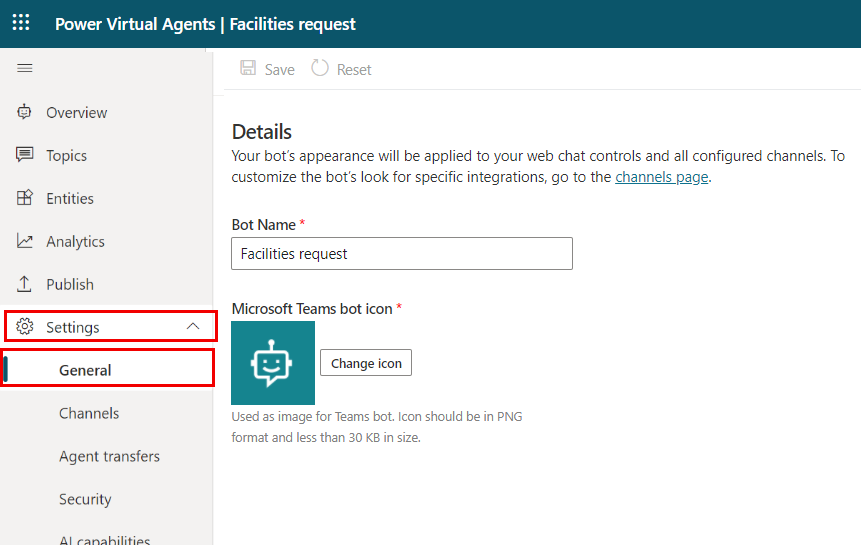 Power Virtual Agents | Facilities request
Save Reset
Overview
Topics
Entities
Analytics
Publish
Settings
General
Channels
Agent transfers
Security
AI capabilities
Details
Your bot's appearance will be applied to your web chat controls and all configured channels. To
customize the bot's look for specific integrations, go to the channels page.
Bot Name *
Facilities request
Microsoft Teams bot icon *
Change icon
Used as image for Teams bot. Icon should be in PNG
format and less than 30 KB in size.